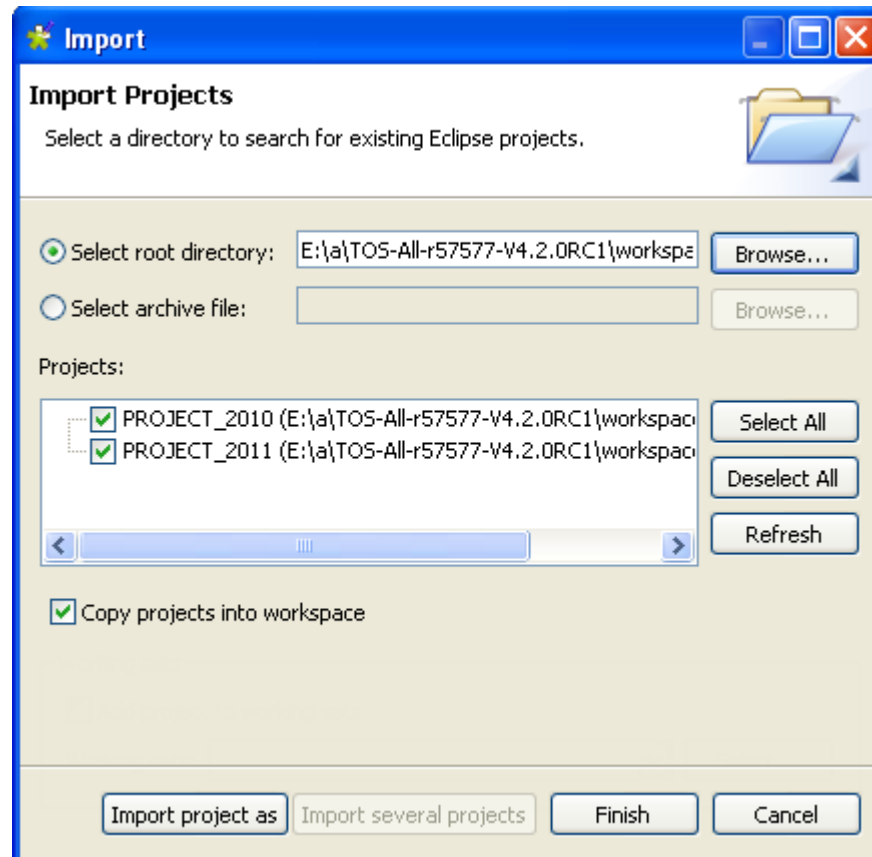 Import
Import Projects
Select a directory to search for existing Eclipse projects.
Select root directory: E:\a\TOS-All-r57577-V4.2.0RC1\workspa Browse...
Select archive file: Browse...
Projects:
PROJECT_2010 (E:\a\TOS-All-r57577-V4.2.0RC1\workspac Select All
PROJECT_2011 (E:\a\TOS-All-r57577-V4.2.0RC1\workspac
Deselect All
Refresh
Copy projects into workspace
Import project as Import several projects Finish Cancel